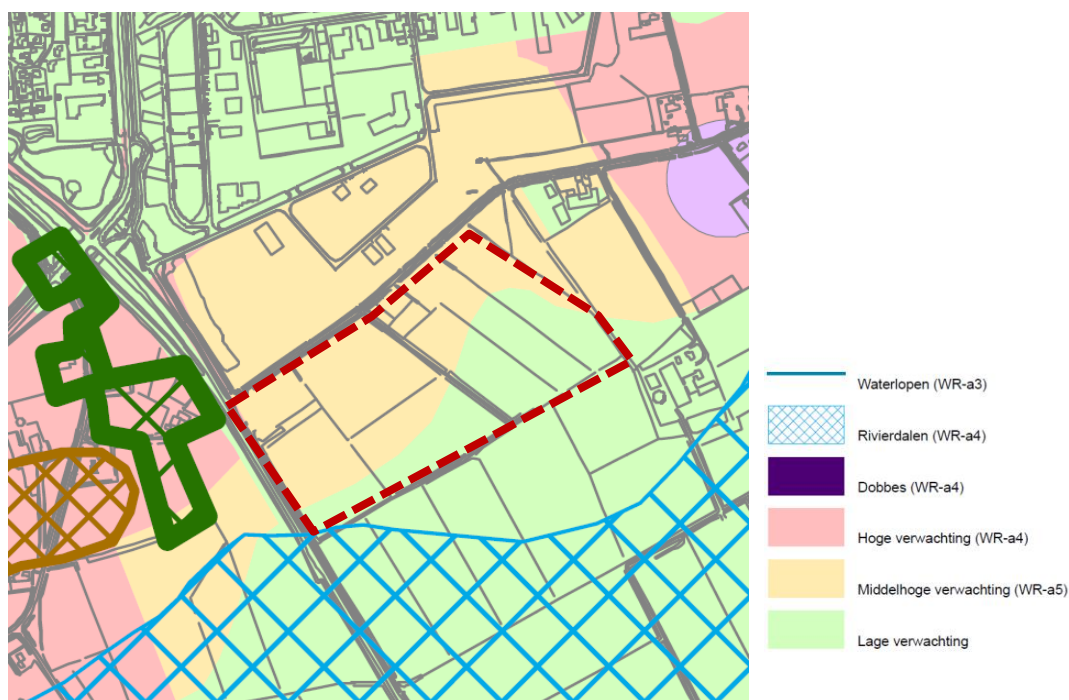 Waterlopen (WR-a3)
Rivierdalen (WR-a4)
Dobbes (WR-a4)
Hoge verwachting (WR-a4)
Middelhoge verwachting (WR-a5)
Lage verwachting